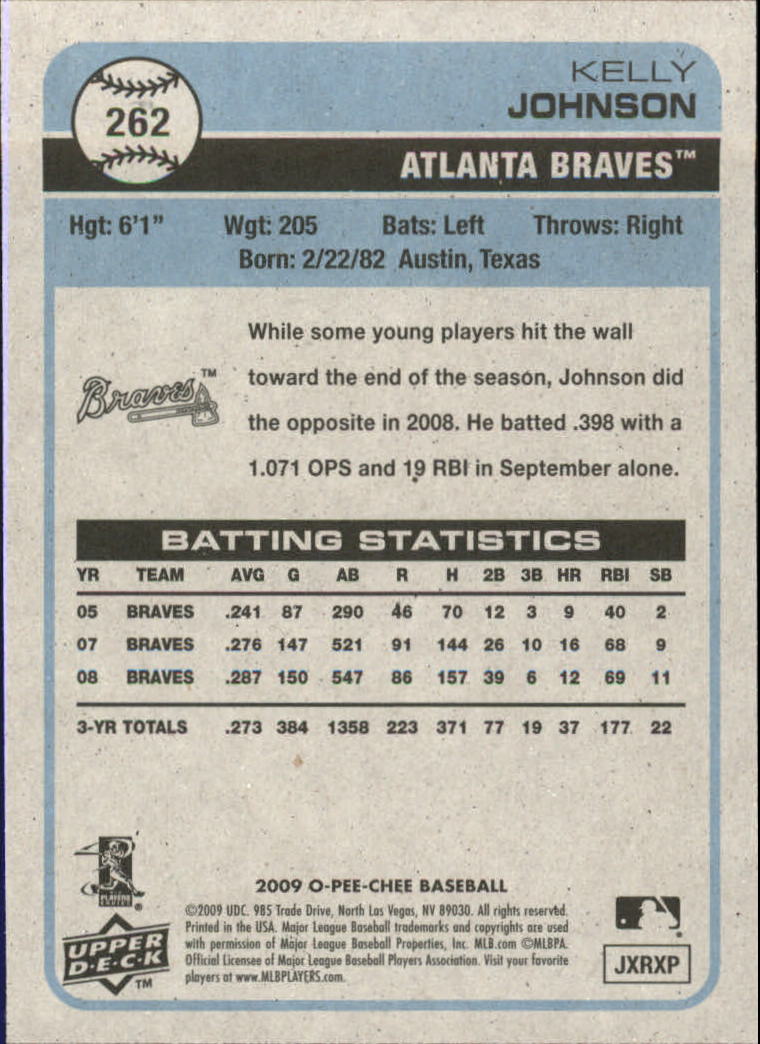 262
KELLY
JOHNSON
ATLANTA BRAVES™
Hgt: 6'1" Wgt: 205 Bats: Left Throws: Right
Born: 2/22/82 Austin, Texas
While some young players hit the wall
Braves™ toward the end of the season, Johnson did
the opposite in 2008. He batted .398 with a
1.071 OPS and 19 RBI in September alone.
BATTING STATISTICS
YR TEAM AVG G AB R H 2B 3B HR RBI SB
05 BRAVES .241 87 290 46 70 12 3 9 40 2
07 BRAVES .276 147 521 91 144 26 10 16 68 9
08 BRAVES .287 150 547 86 157 39 6 12 69 11
3-YR TOTALS .273 384 1358 223 371 77 19 37 177 22
PLAYERS
CHOICE
®
2009 O-PEE-CHEE BASEBALL
©2009 UDC. 985 Trade Drive, North Las Vegas, NV 89030. All rights reserved.
Printed in the USA. Major League Baseball trademarks and copyrights are used
with permission of Major League Baseball Properties, Inc. MLB.com ©MLBPA
Official Licensee of Major League Baseball Players Association. Visit your favorite
players at www.MLBPLAYERS.com.
UPPER
D·E·C·K
TM
®
JXRXP